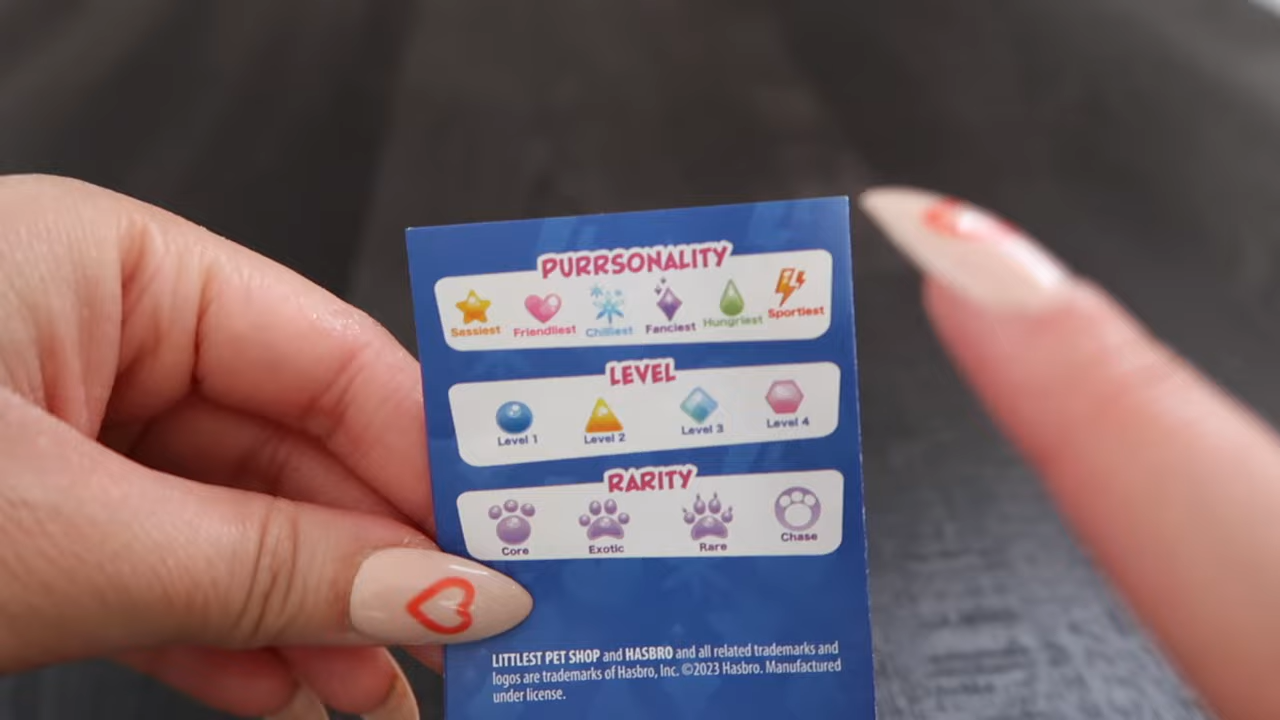 PURRSONALITY
Sassiest Friendliest Chilliest Fanciest Hungriest Sportiest
LEVEL
Level 1 Level 2 Level 3 Level 4
RARITY
Core Exotic Rare Chase
LITTLEST PET SHOP and HASBRO and all related trademarks and
logos are trademarks of Hasbro, Inc. ©2023 Hasbro. Manufactured
under license.